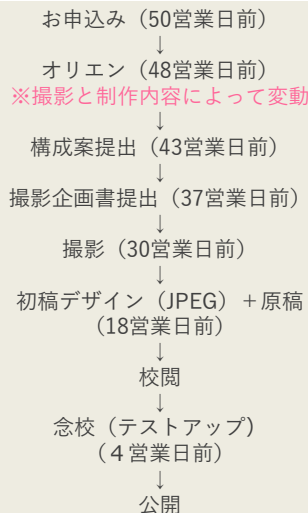 お申込み（50営業日前）
↓
オリエン（48営業日前）
※撮影と制作内容によって変動
↓
構成案提出（43営業日前）
↓
撮影企画書提出（37営業日前）
↓
撮影（30営業日前）
↓
初稿デザイン（JPEG）＋原稿
（18営業日前）
↓
校閲
↓
念校（テストアップ）
（４営業日前）
↓
公開